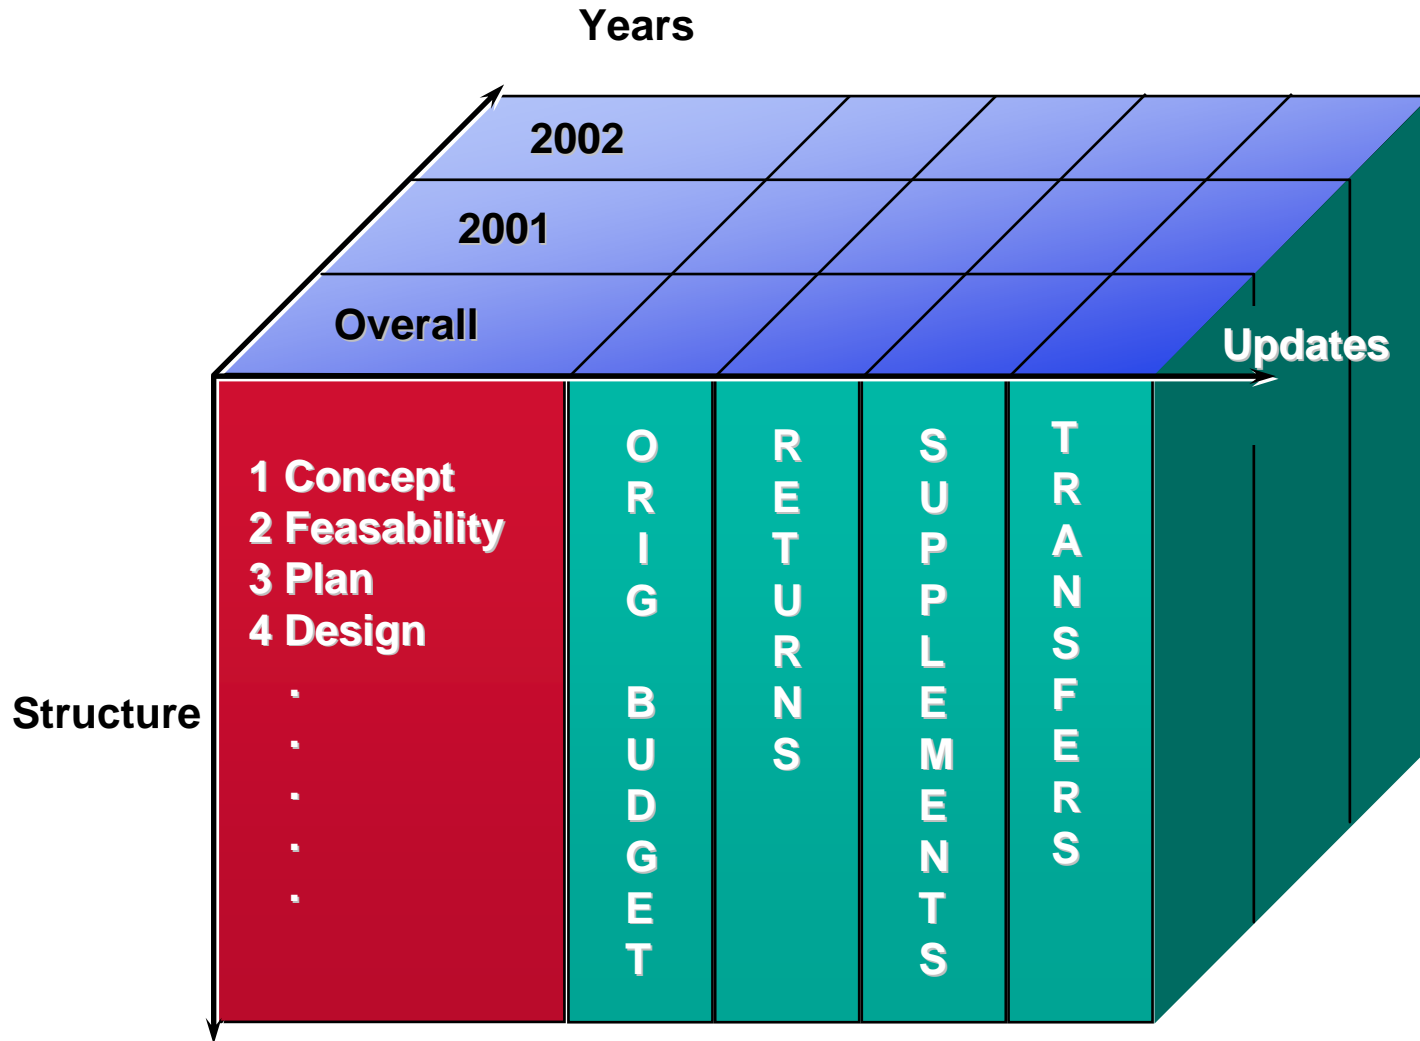 Years
2002
2001
Overall
Updates
1 Concept
2 Feasability
3 Plan
4 Design
.
.
.
.
.
Structure
ORIG BUDGET
RETURNS
SUPPLEMENTS
TRANSFERS